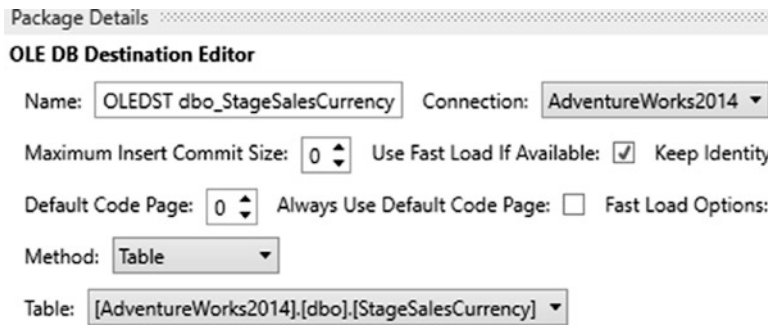 Package Details
OLE DB Destination Editor
Name: OLEDST dbo_StageSalesCurrency Connection: AdventureWorks2014
Maximum Insert Commit Size: 0 Use Fast Load If Available: Keep Identity
Default Code Page: 0 Always Use Default Code Page: Fast Load Options:
Method: Table
Table: [AdventureWorks2014].[dbo].[StageSalesCurrency]